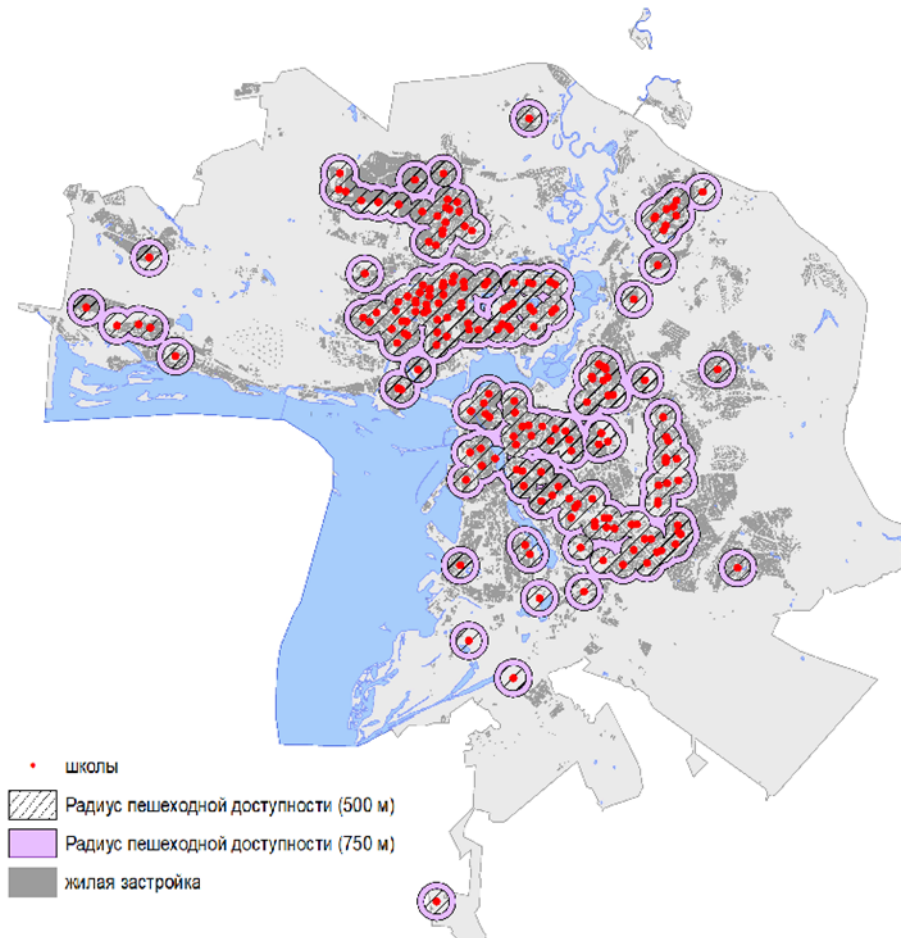 школы
Радиус пешеходной доступности (500 м)
Радиус пешеходной доступности (750 м)
жилая застройка